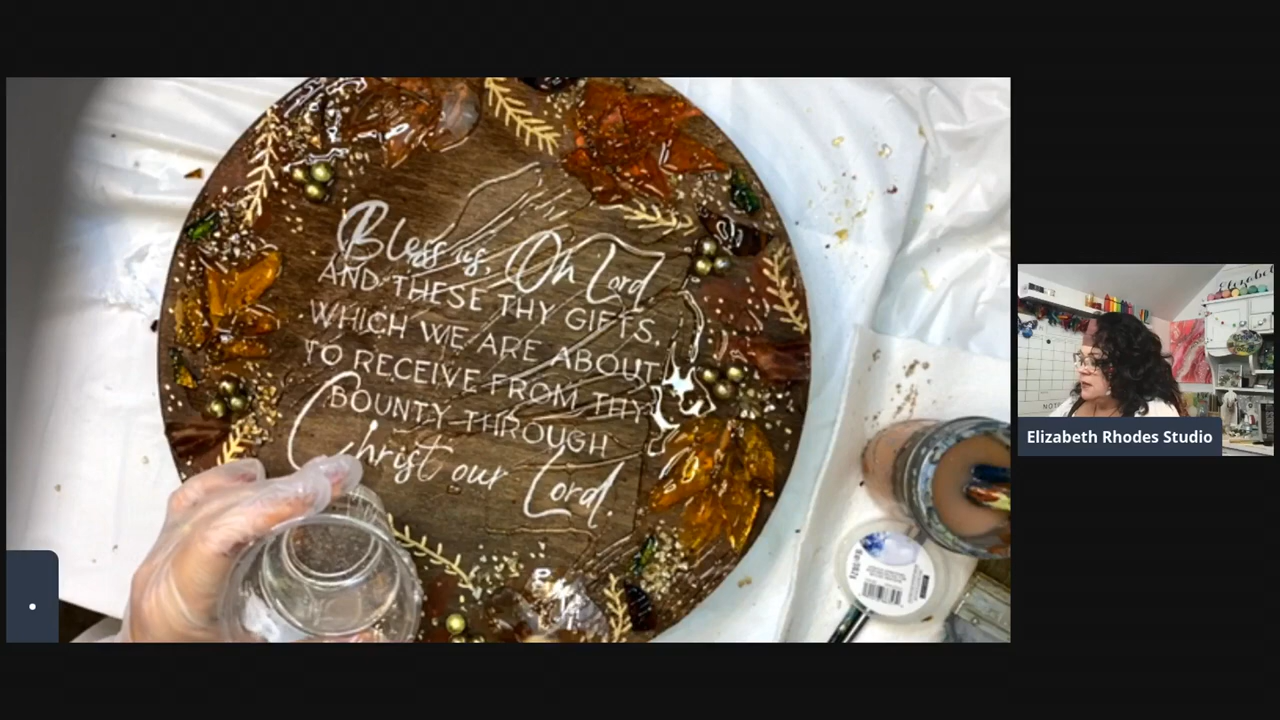 Bless us, Oh Lord
AND THESE THY GIFTS,
WHICH WE ARE ABOUT
TO RECEIVE FROM THY
BOUNTY THROUGH
Christ our Lord.
Elizabeth Rhodes Studio